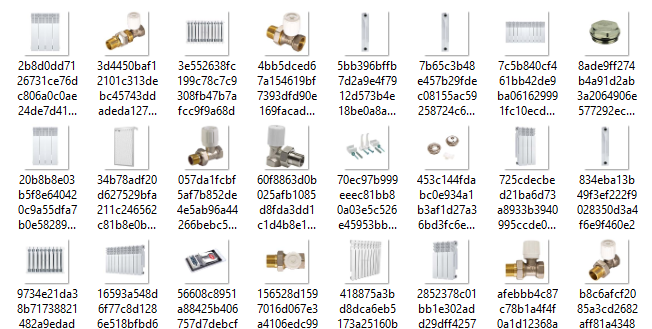 2b8d0dd71 3d4450baf1 3e552638fc 4bb5dced6 5bb396bffb 7b65c3b48 7c5b840cf4 8ade9ff274
26731ce76d 2101c313de 199c78c7c9 7a154619bf 7d2a9e4f79 e457b29fde 61bb42de9 b4a91d2ab
c806a0c0ae bc45743dd 308fb47b7a 7393dfd90e 12d573b4e ec08155ac59 ba06162999 3a2064906e
24de7d41... adeda127... fcc9f9a68d 169facad... 18be0a8a... 258724c6... 1fc10ecd... 577292ec...
20b8b8e03 34b78adf20 057da1fcbf 60f8863d0b 70ec97b999 453c144fda 725cdecbe 834eba13b
b5f8e64042 d627529bfa 5af7b852de 025afb1085 eeec81bb8 bc0e934a1 d21ba6d73 49f3ef222f9
0c9a55dfa7 211c246562 4e5ab96a44 d8fda3dd1 0a03e5c526 b3af1d27a3 a8933b3940 028350d3a4
b0e58289... c81b8e0b... 266bebc5... c1d4b8e1... e45953bb... 6bd3fc6e... 995ccde0... f6e9f460e2
9734e21da3 16593a548d 56608c8951 156528d159 418875a3b 2852378c01 afebbb4c87 b8c6afcf20
8b71738821 6f77c8d128 a88425b406 7016d067e3 d8dca6eb5 bb1e302ad c78b1a4f4f 85a3cd2682
482a9edad 6e518bfbd6 757d7debcf a4106edc99 173a25160b d29dff4257 0a1d12368a aff81a4348